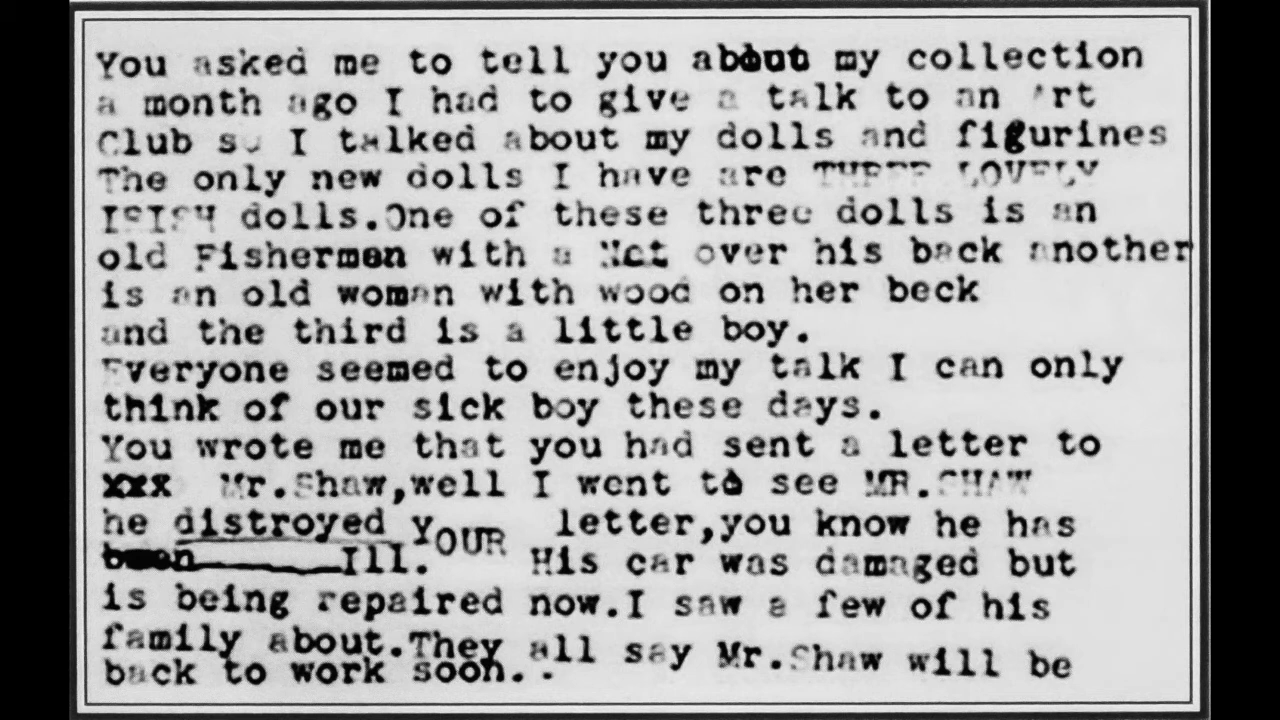 You asked me to tell you about my collection
a month ago I had to give a talk to an Art
Club so I talked about my dolls and figurines
The only new dolls I have are THREE LOVELY
IRISH dolls.One of these three dolls is an
old Fisherman with a Net over his back another
is an old woman with wood on her back
and the third is a little boy.
Everyone seemed to enjoy my talk I can only
think of our sick boy these days.
You wrote me that you had sent a letter to
xxx Mr.Shaw,well I went to see MR.SHAW
he distroyed YOUR letter,you know he has
been Ill. His car was damaged but
is being repaired now.I saw a few of his
family about.They all say Mr.Shaw will be
back to work soon..